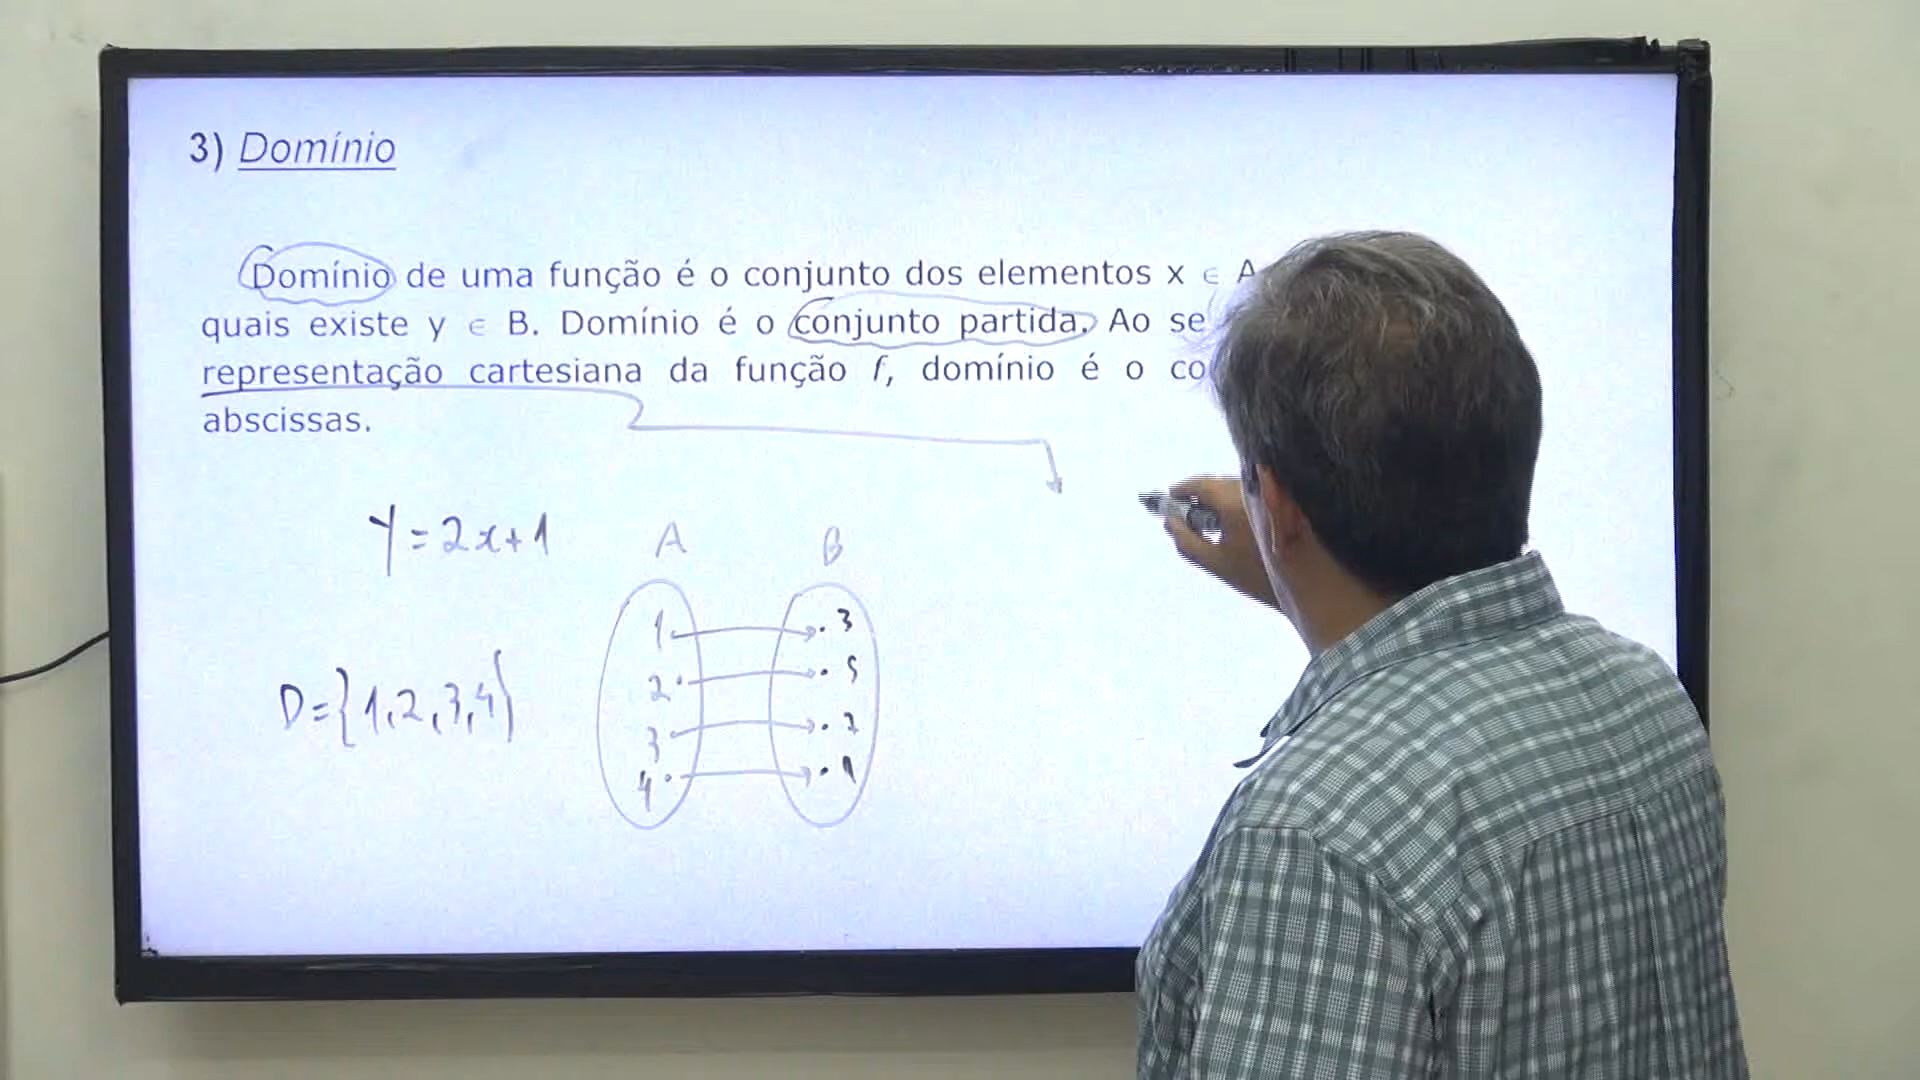 3) Domínio
Domínio de uma função é o conjunto dos elementos x ∈ A
quais existe y ∈ B. Domínio é o conjunto partida. Ao se
representação cartesiana da função f, domínio é o co
abscissas.
Y=2x+1
A B
1 3
2 5
3 7
4
D={1,2,3,4}